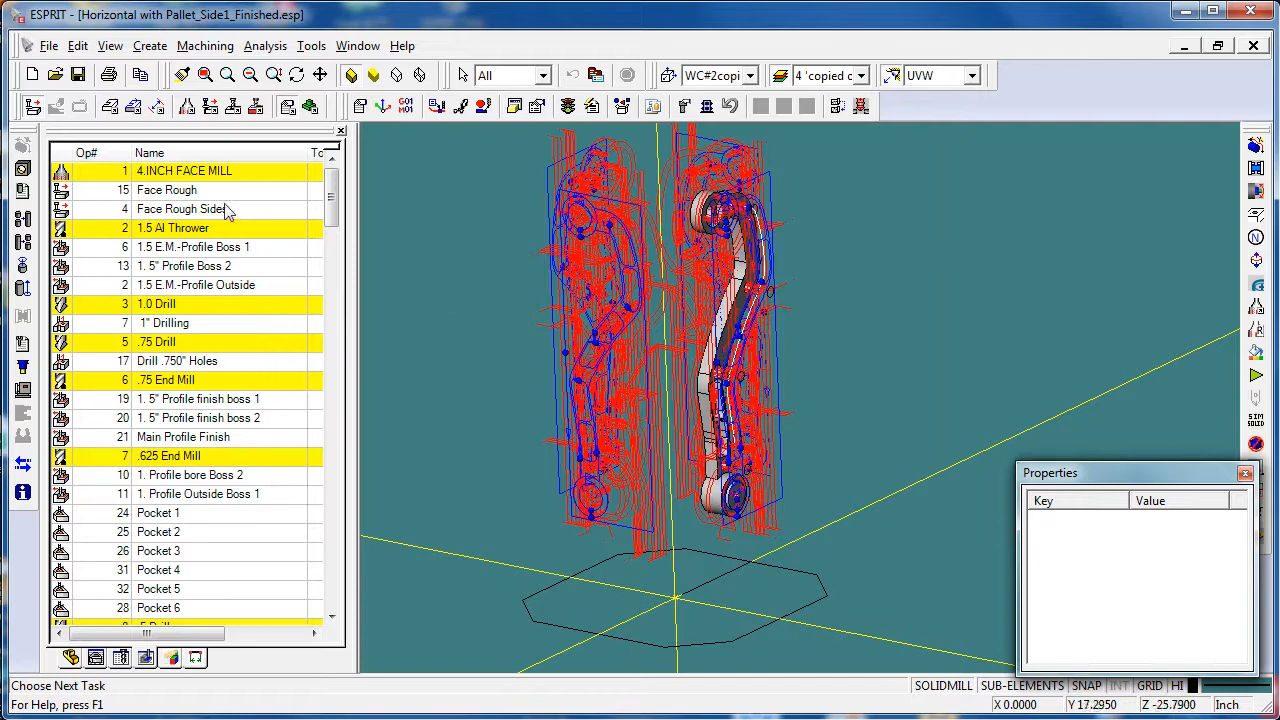 ESPRIT - [Horizontal with Pallet_Side1_Finished.esp]
File Edit View Create Machining Analysis Tools Window Help
All WC#2copi 4 'copied c UVW
G01
M01
Op# Name To
1 4.INCH FACE MILL
15 Face Rough
4 Face Rough Sides
2 1.5 Al Thrower
6 1.5 E.M.-Profile Boss 1
13 1. 5" Profile Boss 2
2 1.5 E.M.-Profile Outside
3 1.0 Drill
7 1" Drilling
5 .75 Drill
17 Drill .750" Holes
6 .75 End Mill
19 1. 5" Profile finish boss 1
20 1. 5" Profile finish boss 2
21 Main Profile Finish
7 .625 End Mill
10 1. Profile bore Boss 2
11 1. Profile Outside Boss 1
24 Pocket 1
25 Pocket 2
26 Pocket 3
31 Pocket 4
32 Pocket 5
28 Pocket 6
SIM
SOLID
Properties
Key Value
Choose Next Task
SOLIDMILL SUB-ELEMENTS SNAP INT GRID HI
For Help, press F1
X 0.0000 Y 17.2950 Z -25.7900 Inch